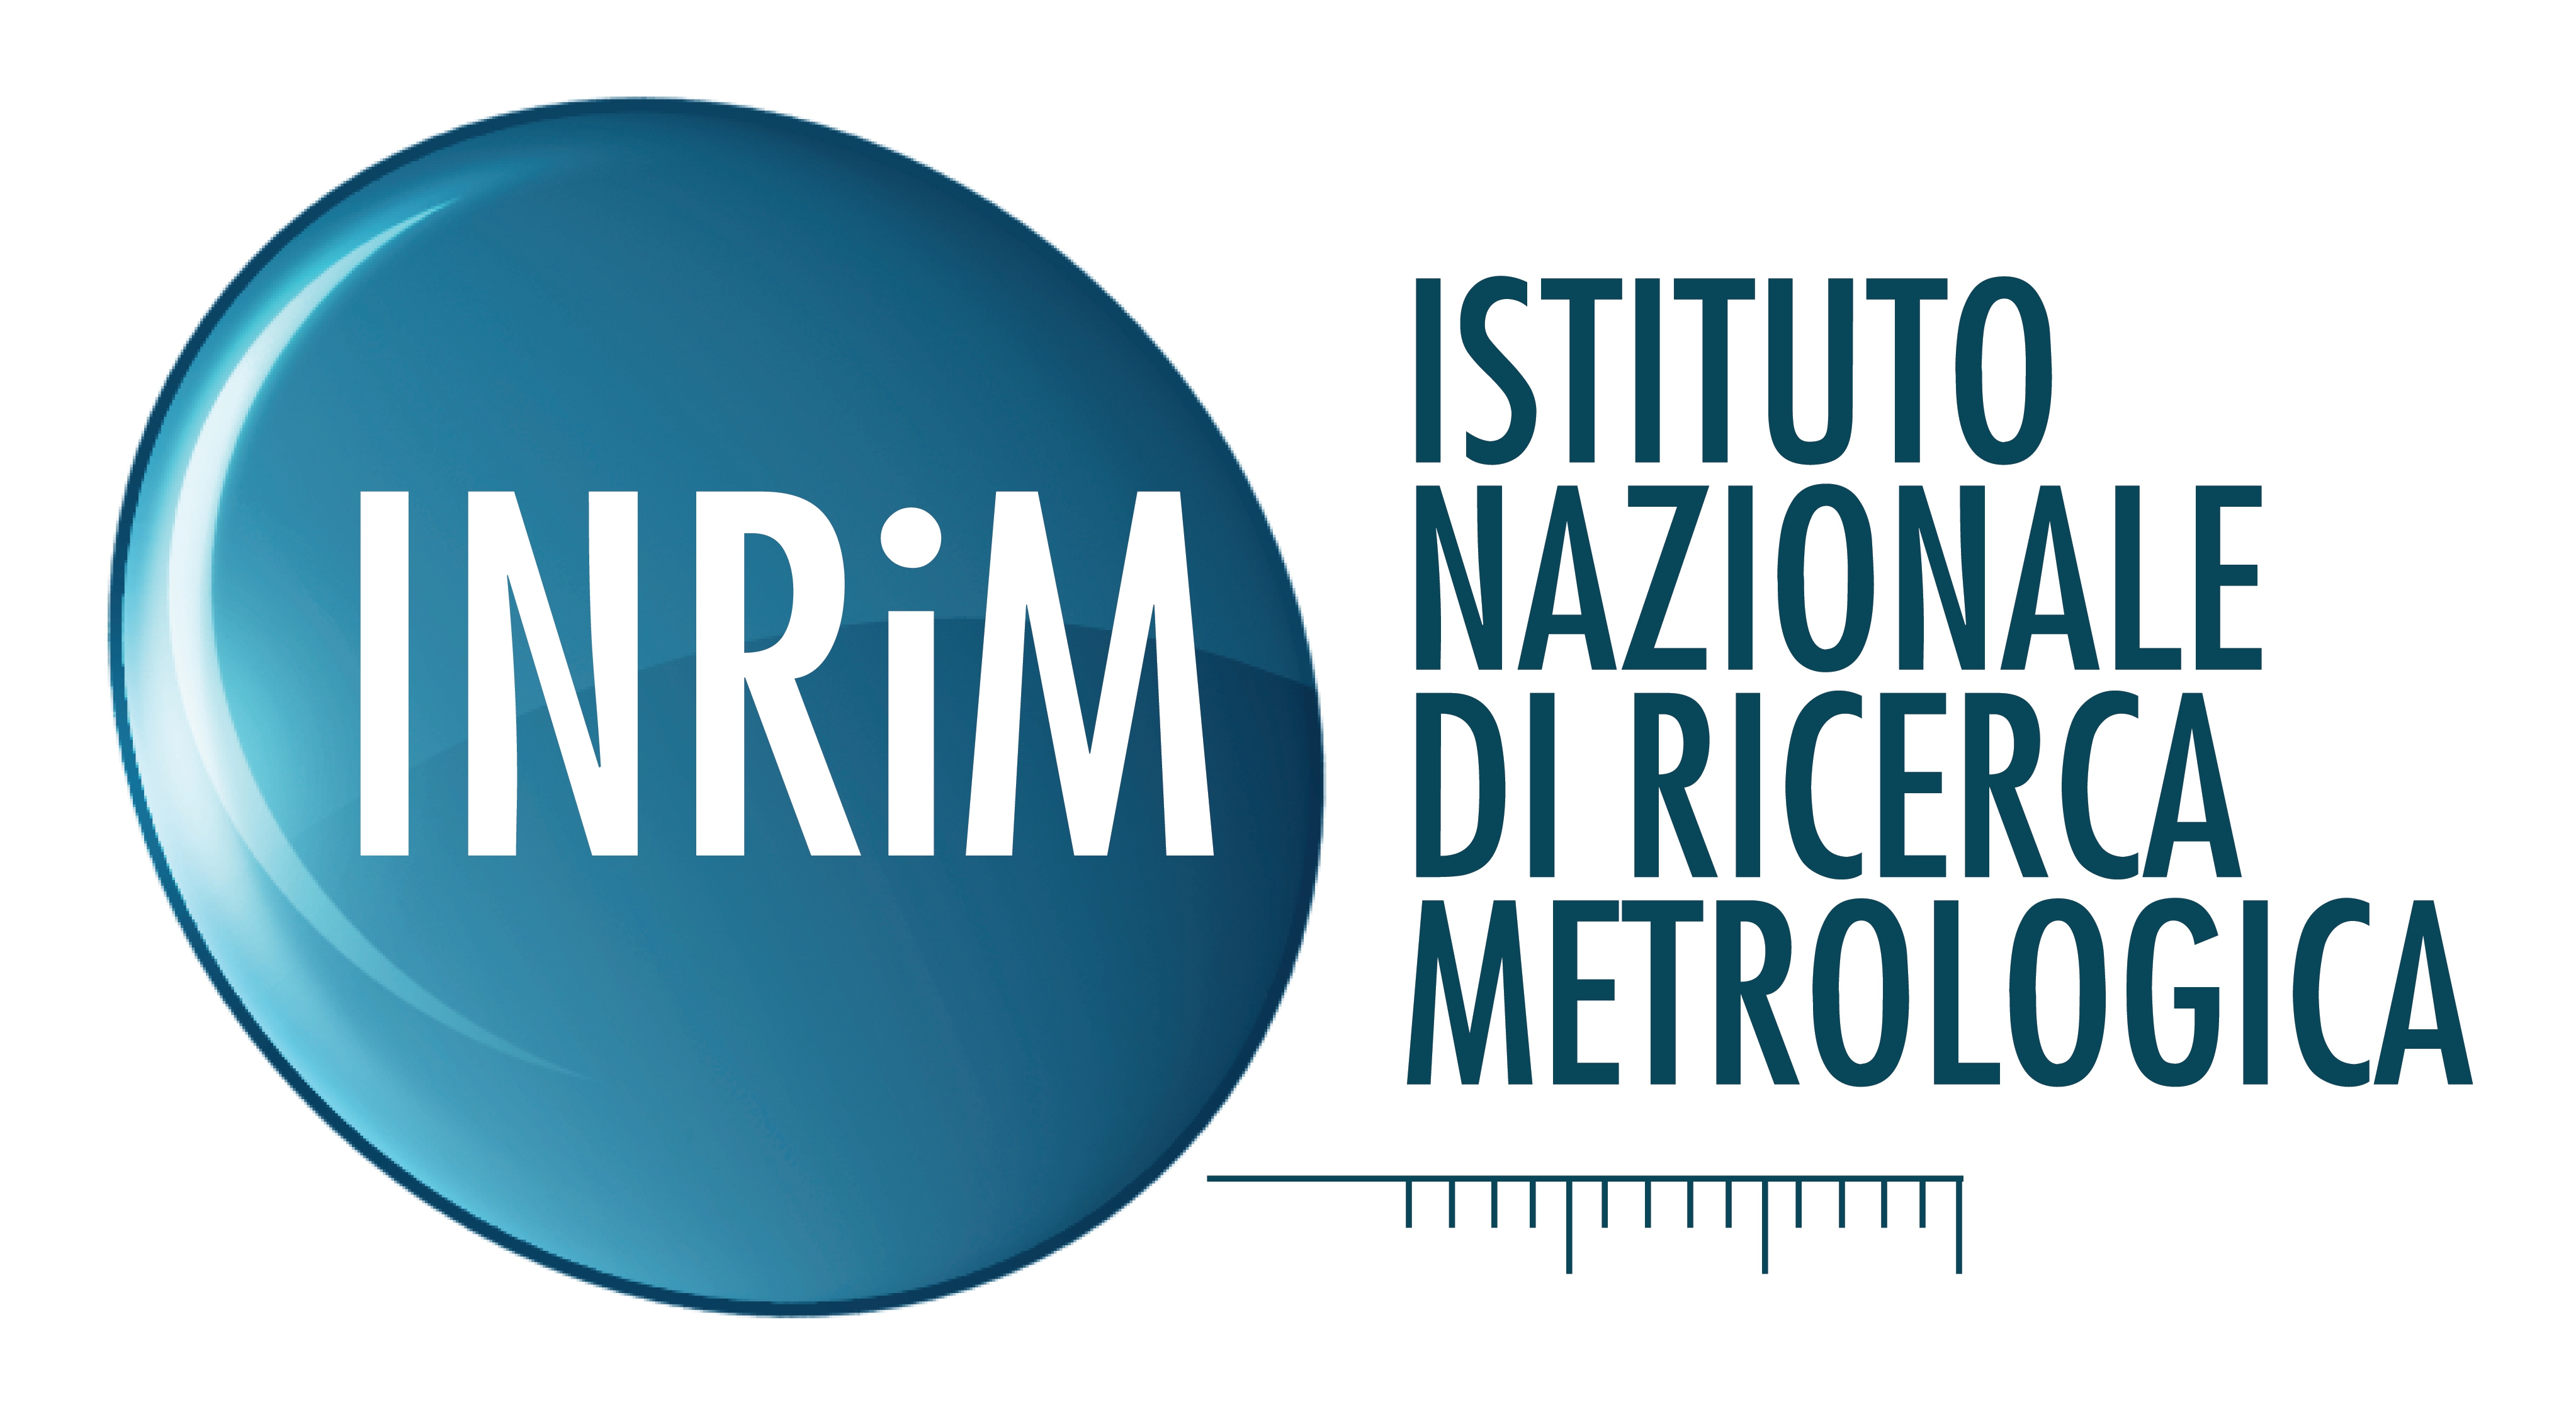 INRiM
ISTITUTO
NAZIONALE
DI RICERCA
METROLOGICA